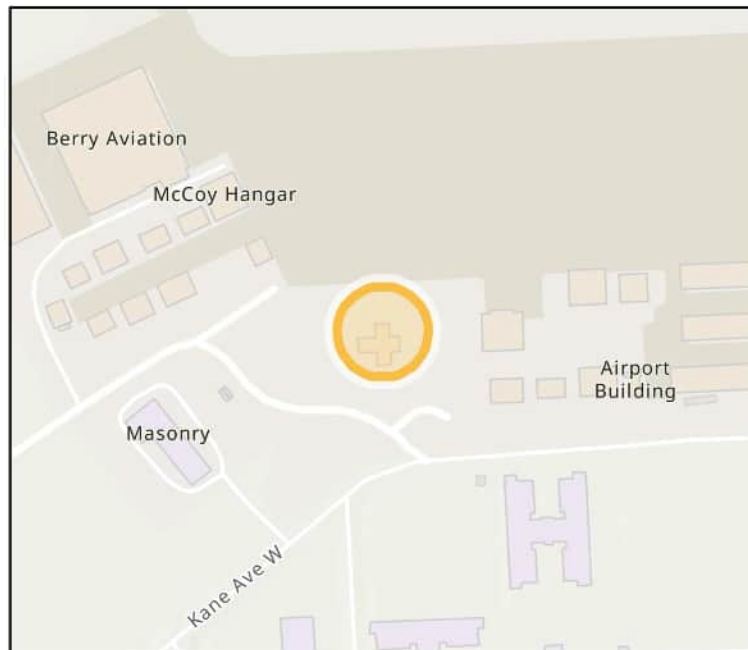 Berry Aviation
McCoy Hangar
Airport
Building
Masonry
Kane Ave W